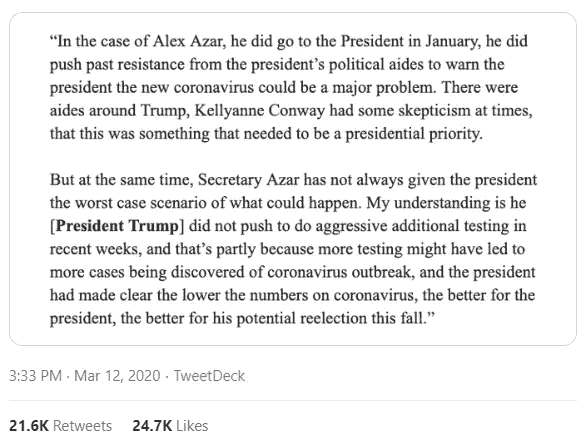 “In the case of Alex Azar, he did go to the President in January, he did
push past resistance from the president’s political aides to warn the
president the new coronavirus could be a major problem. There were
aides around Trump, Kellyanne Conway had some skepticism at times,
that this was something that needed to be a presidential priority.
But at the same time, Secretary Azar has not always given the president
the worst case scenario of what could happen. My understanding is he
[President Trump] did not push to do aggressive additional testing in
recent weeks, and that’s partly because more testing might have led to
more cases being discovered of coronavirus outbreak, and the president
had made clear the lower the numbers on coronavirus, the better for the
president, the better for his potential reelection this fall.”
3:33 PM · Mar 12, 2020 · TweetDeck
21.6K Retweets 24.7K Likes